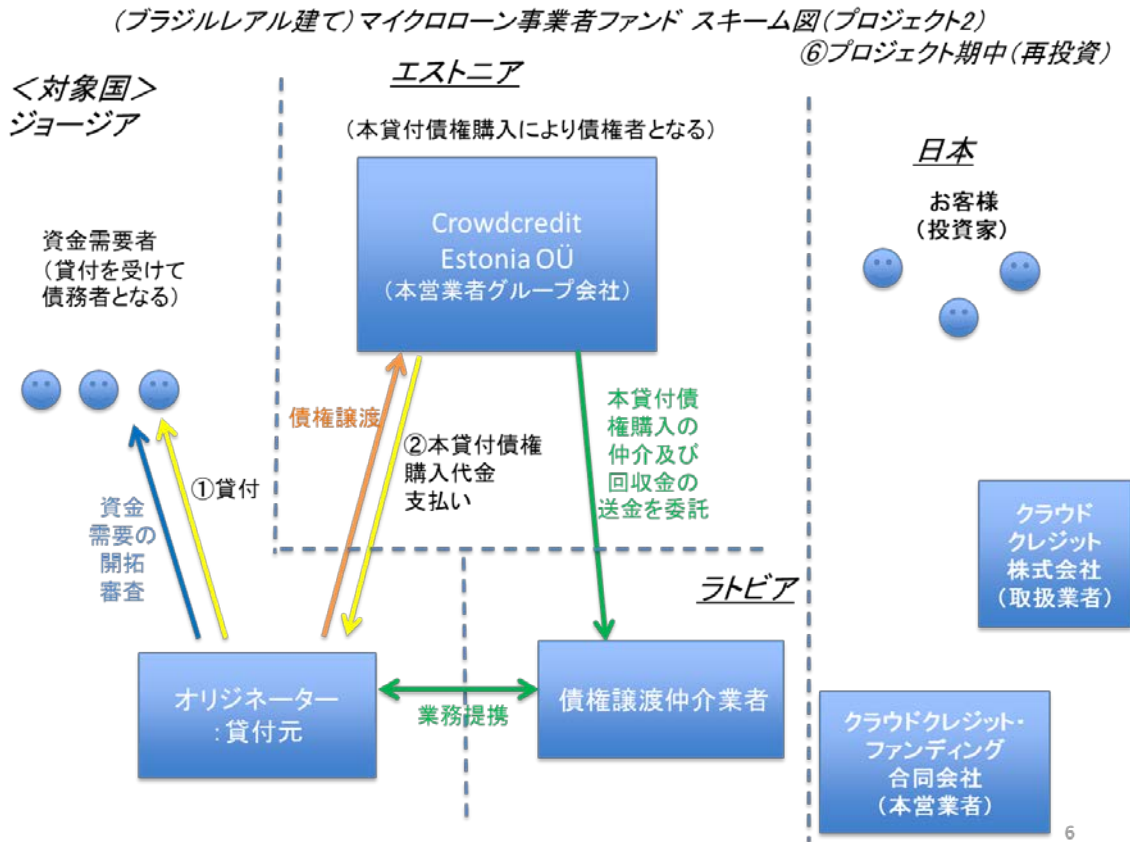 (ブラジルレアル建て)マイクロローン事業者ファンド スキーム図(プロジェクト2)
⑥プロジェクト期中(再投資)
<対象国>
ジョージア
エストニア
(本貸付債権購入により債権者となる)
日本
Crowdcredit
Estonia OÜ
(本営業者グループ会社)
お客様
(投資家)
資金需要者
(貸付を受けて
債務者となる)
債権譲渡
②本貸付債権
購入代金
支払い
本貸付債
権購入の
仲介及び
回収金の
送金を委託
①貸付
資金
需要の
開拓
審査
クラウド
クレジット
株式会社
(取扱業者)
ラトビア
オリジネーター
:貸付元
業務提携
債権譲渡仲介業者
クラウドクレジット・
ファンディング
合同会社
(本営業者)
6